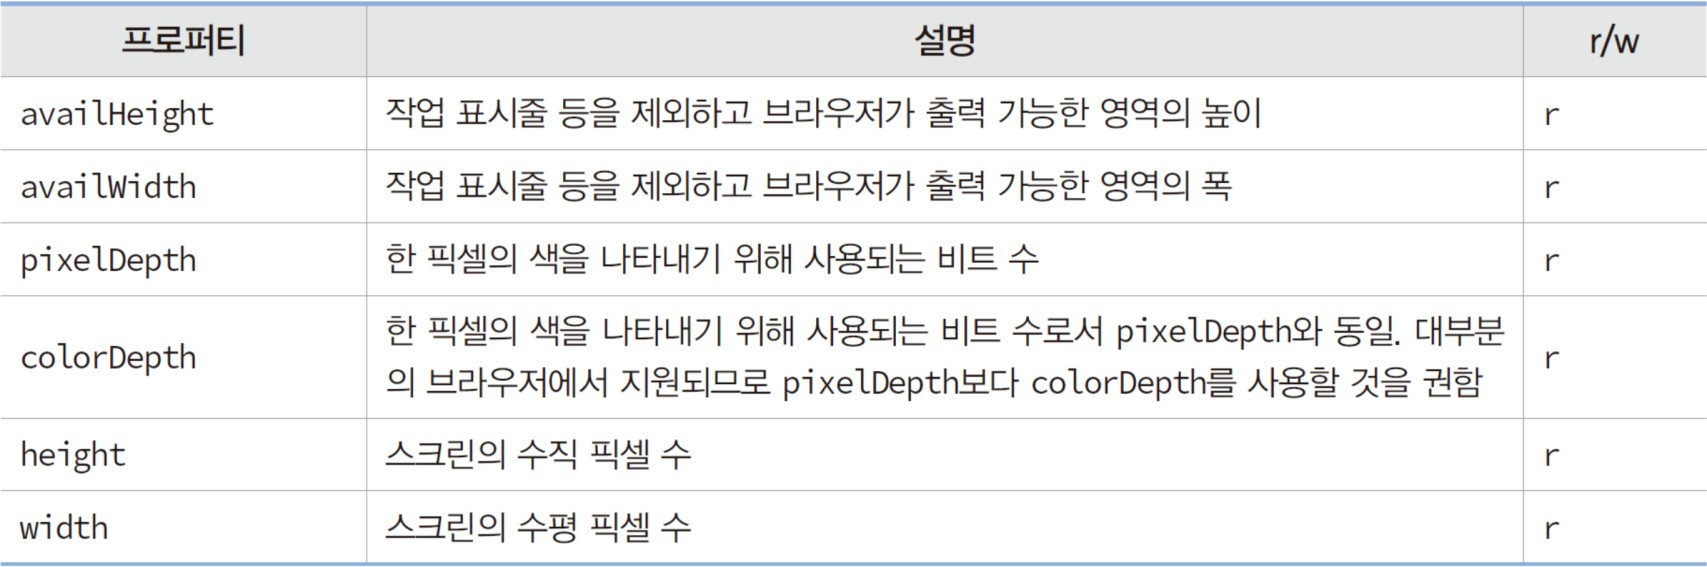 프로퍼티 설명 r/w
availHeight 작업 표시줄 등을 제외하고 브라우저가 출력 가능한 영역의 높이 r
availWidth 작업 표시줄 등을 제외하고 브라우저가 출력 가능한 영역의 폭 r
pixelDepth 한 픽셀의 색을 나타내기 위해 사용되는 비트 수 r
colorDepth 한 픽셀의 색을 나타내기 위해 사용되는 비트 수로서 pixelDepth와 동일. 대부분
의 브라우저에서 지원되므로 pixelDepth보다 colorDepth를 사용할 것을 권함 r
height 스크린의 수직 픽셀 수 r
width 스크린의 수평 픽셀 수 r